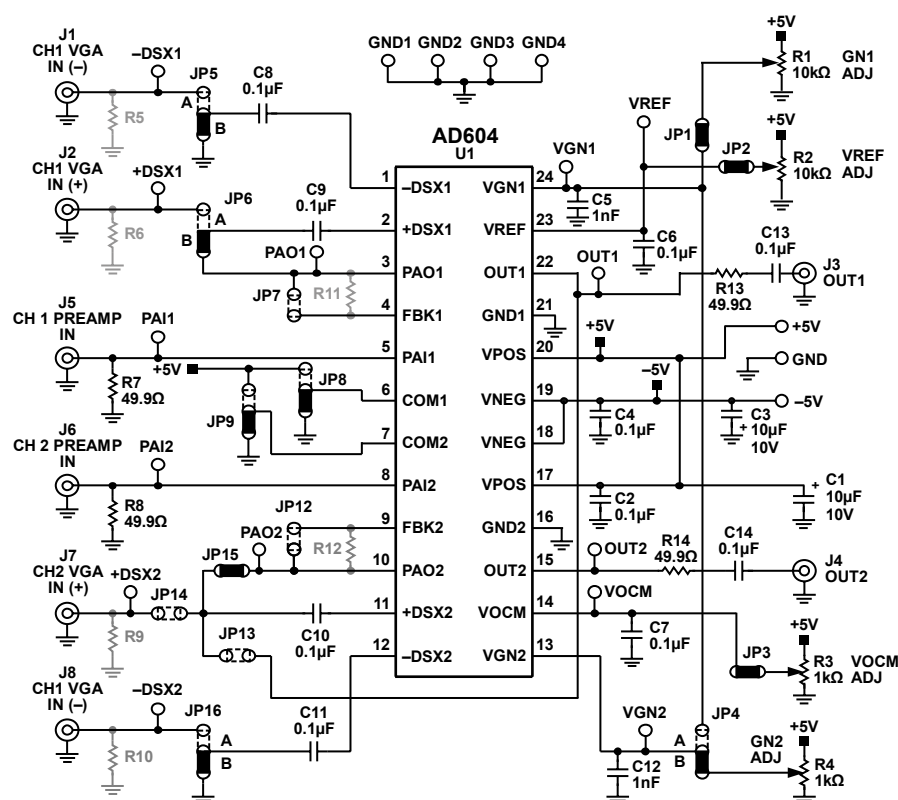 J1
CH1 VGA
IN (–)
–DSX1
JP5
A
B
C8
0.1µF
R5
GND1 GND2 GND3 GND4
+5V
R1
10kΩ
GN1
ADJ
VREF
JP1
+5V
JP2
R2
10kΩ
VREF
ADJ
J2
CH1 VGA
IN (+)
+DSX1
JP6
A
B
C9
0.1µF
R6
AD604
U1
VGN1
1 –DSX1
2 +DSX1
3 PAO1
4 FBK1
5 PAI1
6 COM1
7 COM2
8 PAI2
9 FBK2
10 PAO2
11 +DSX2
12 –DSX2
24 VGN1
23 VREF
22 OUT1
21 GND1
20 VPOS
19 VNEG
18 VNEG
17 VPOS
16 GND2
15 OUT2
14 VOCM
13 VGN2
C5
1nF
C6
0.1µF
OUT1
C13
0.1µF
R13
49.9Ω
J3
OUT1
PAO1
JP7
R11
J5
CH 1 PREAMP
IN
PAI1
R7
49.9Ω
+5V
JP8
JP9
+5V
+5V
GND
–5V
–5V
C4
0.1µF
C3
+ 10µF
10V
J6
CH 2 PREAMP
IN
PAI2
R8
49.9Ω
C2
0.1µF
+ C1
10µF
10V
JP12
R12
PAO2
JP15
OUT2
R14
49.9Ω
C14
0.1µF
J4
OUT2
J7
CH2 VGA
IN (+)
+DSX2
JP14
R9
C10
0.1µF
JP13
VOCM
C7
0.1µF
+5V
JP3
R3
1kΩ
VOCM
ADJ
J8
CH1 VGA
IN (–)
–DSX2
JP16
A
B
R10
C11
0.1µF
VGN2
C12
1nF
JP4
A
B
GN2
ADJ
+5V
R4
1kΩ